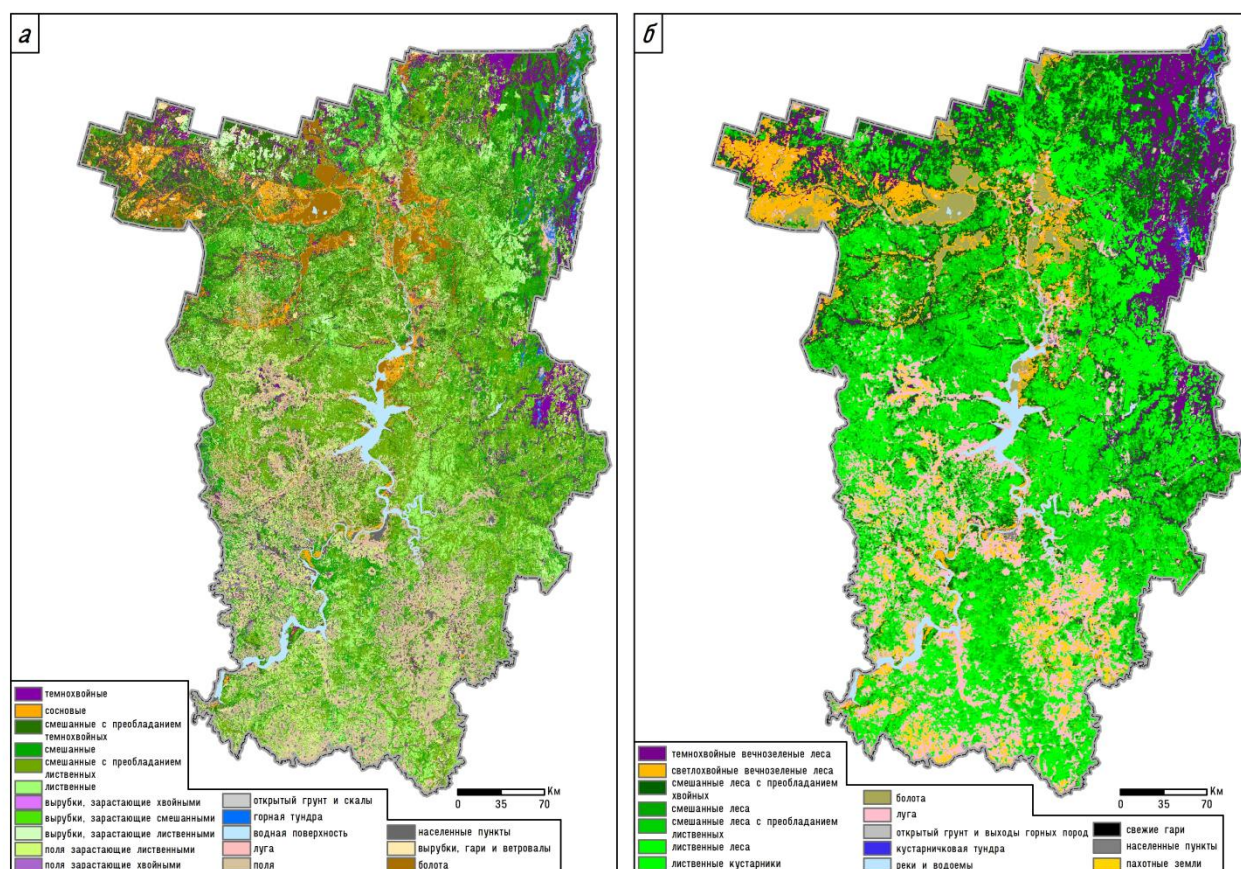 а
темнохвойные
сосновые
смешанные с преобладанием
темнохвойных
смешанные
смешанные с преобладанием
лиственных
лиственные
вырубки, зарастающие хвойными
вырубки, зарастающие смешанными
вырубки, зарастающие лиственными
поля зарастающие лиственными
поля зарастающие хвойными
открытый грунт и скалы
горная тундра
водная поверхность
луга
поля
населенные пункты
вырубки, гари и ветровалы
болота
Км
0 35 70
б
темнохвойные вечнозеленые леса
светлохвойные вечнозеленые леса
смешанные леса с преобладанием
хвойных
смешанные леса
смешанные леса с преобладанием
лиственных
лиственные леса
лиственные кустарники
болота
луга
открытый грунт и выходы горных пород
кустарничковая тундра
реки и водоемы
свежие гари
населенные пункты
пахотные земли
Км
0 35 70